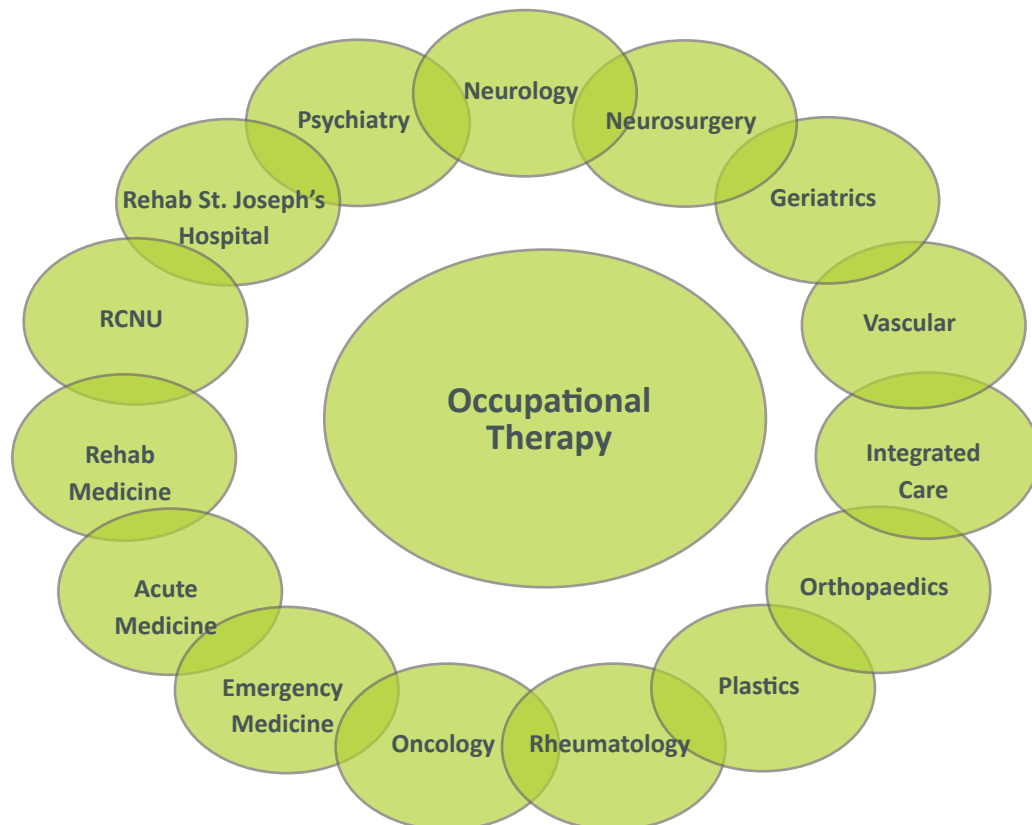 Neurology
Psychiatry
Neurosurgery
Rehab St. Joseph’s
Hospital
Geriatrics
RCNU
Vascular
Occupational
Therapy
Rehab
Medicine
Integrated
Care
Acute
Medicine
Orthopaedics
Emergency
Medicine
Plastics
Oncology
Rheumatology